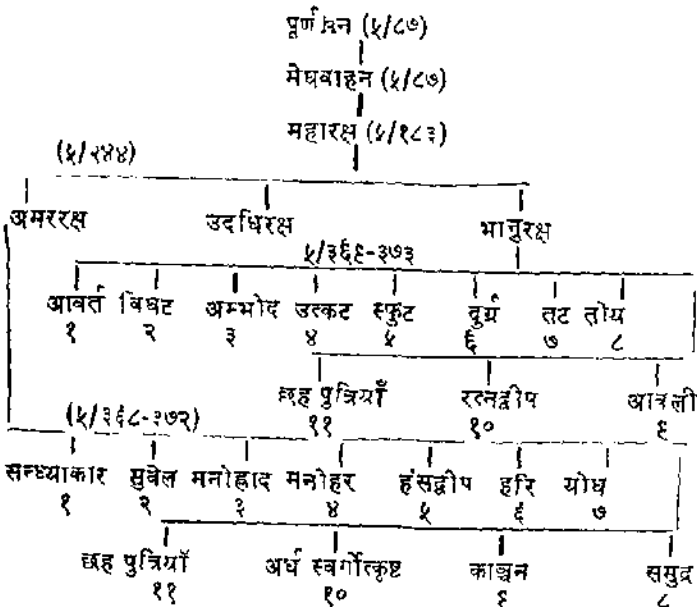 पूर्ण घन (५/८७)
मेघवाहन (५/८७)
महारक्ष (५/१८३)
(५/२४४)
अमररक्ष उदधिरक्ष भानुरक्ष
५/३६९-३७३
आवर्त विघट अम्भोद उत्कट स्फुट दुर्ग्र तट तोय
१ २ ३ ४ ५ ६ ७ ८
छह पुत्रियाँ रत्नद्वीप आवली
११ १० ९
(५/३६८-३७२)
सन्ध्याकार सुवेल मनोह्लाद मनोहर हंसद्वीप हरि योध
१ २ ३ ४ ५ ६ ७
छह पुत्रियाँ अर्ध स्वर्गोत्कृष्ट काञ्चन समुद्र
११ १० ९ ८